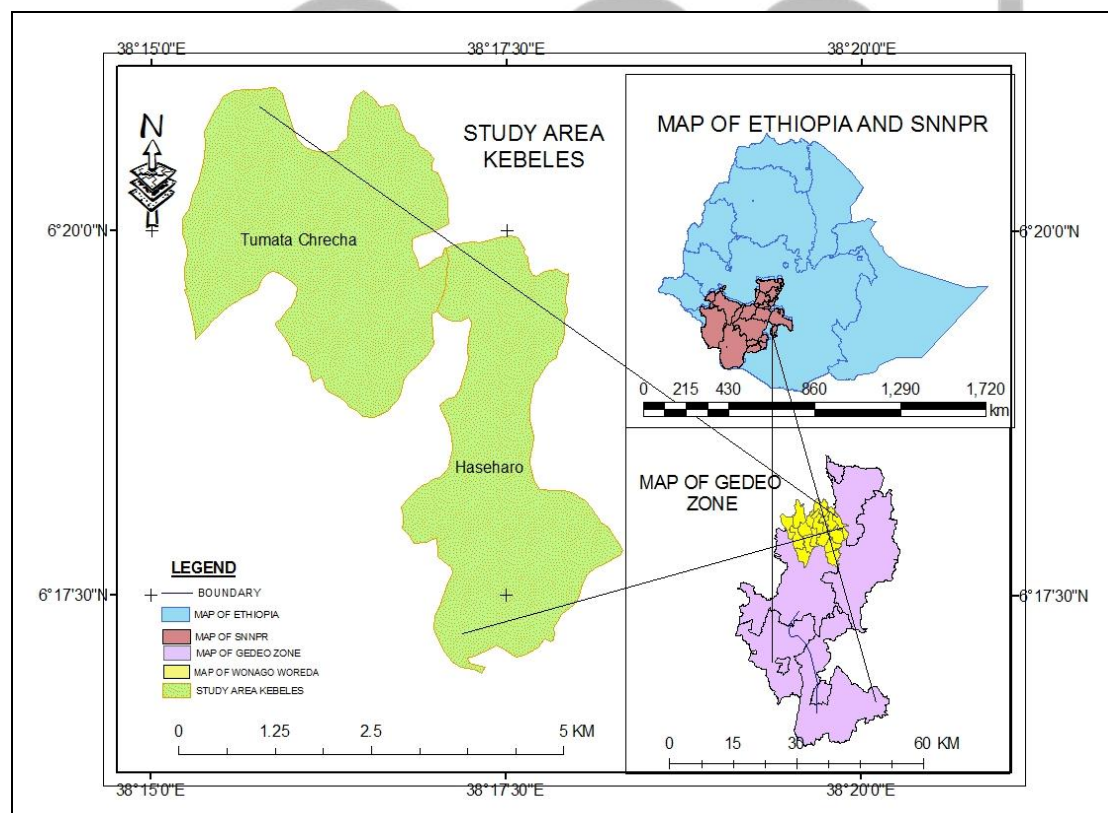 38°15'0"E 38°17'30"E 38°20'0"E
N
STUDY AREA
KEBELES
MAP OF ETHIOPIA AND SNNPR
6°20'0"N 6°20'0"N
Tumata Chrecha
0 215 430 860 1,290 1,720
km
Haseharo
MAP OF GEDEO
ZONE
LEGEND
BOUNDARY
MAP OF ETHIOPIA
MAP OF SNNPR
MAP OF GEDEO ZONE
MAP OF WONAGO WOREDA
STUDY AREA KEBELES
6°17'30"N 6°17'30"N
0 1.25 2.5 5 KM
0 15 30 60 KM
38°15'0"E 38°17'30"E 38°20'0"E